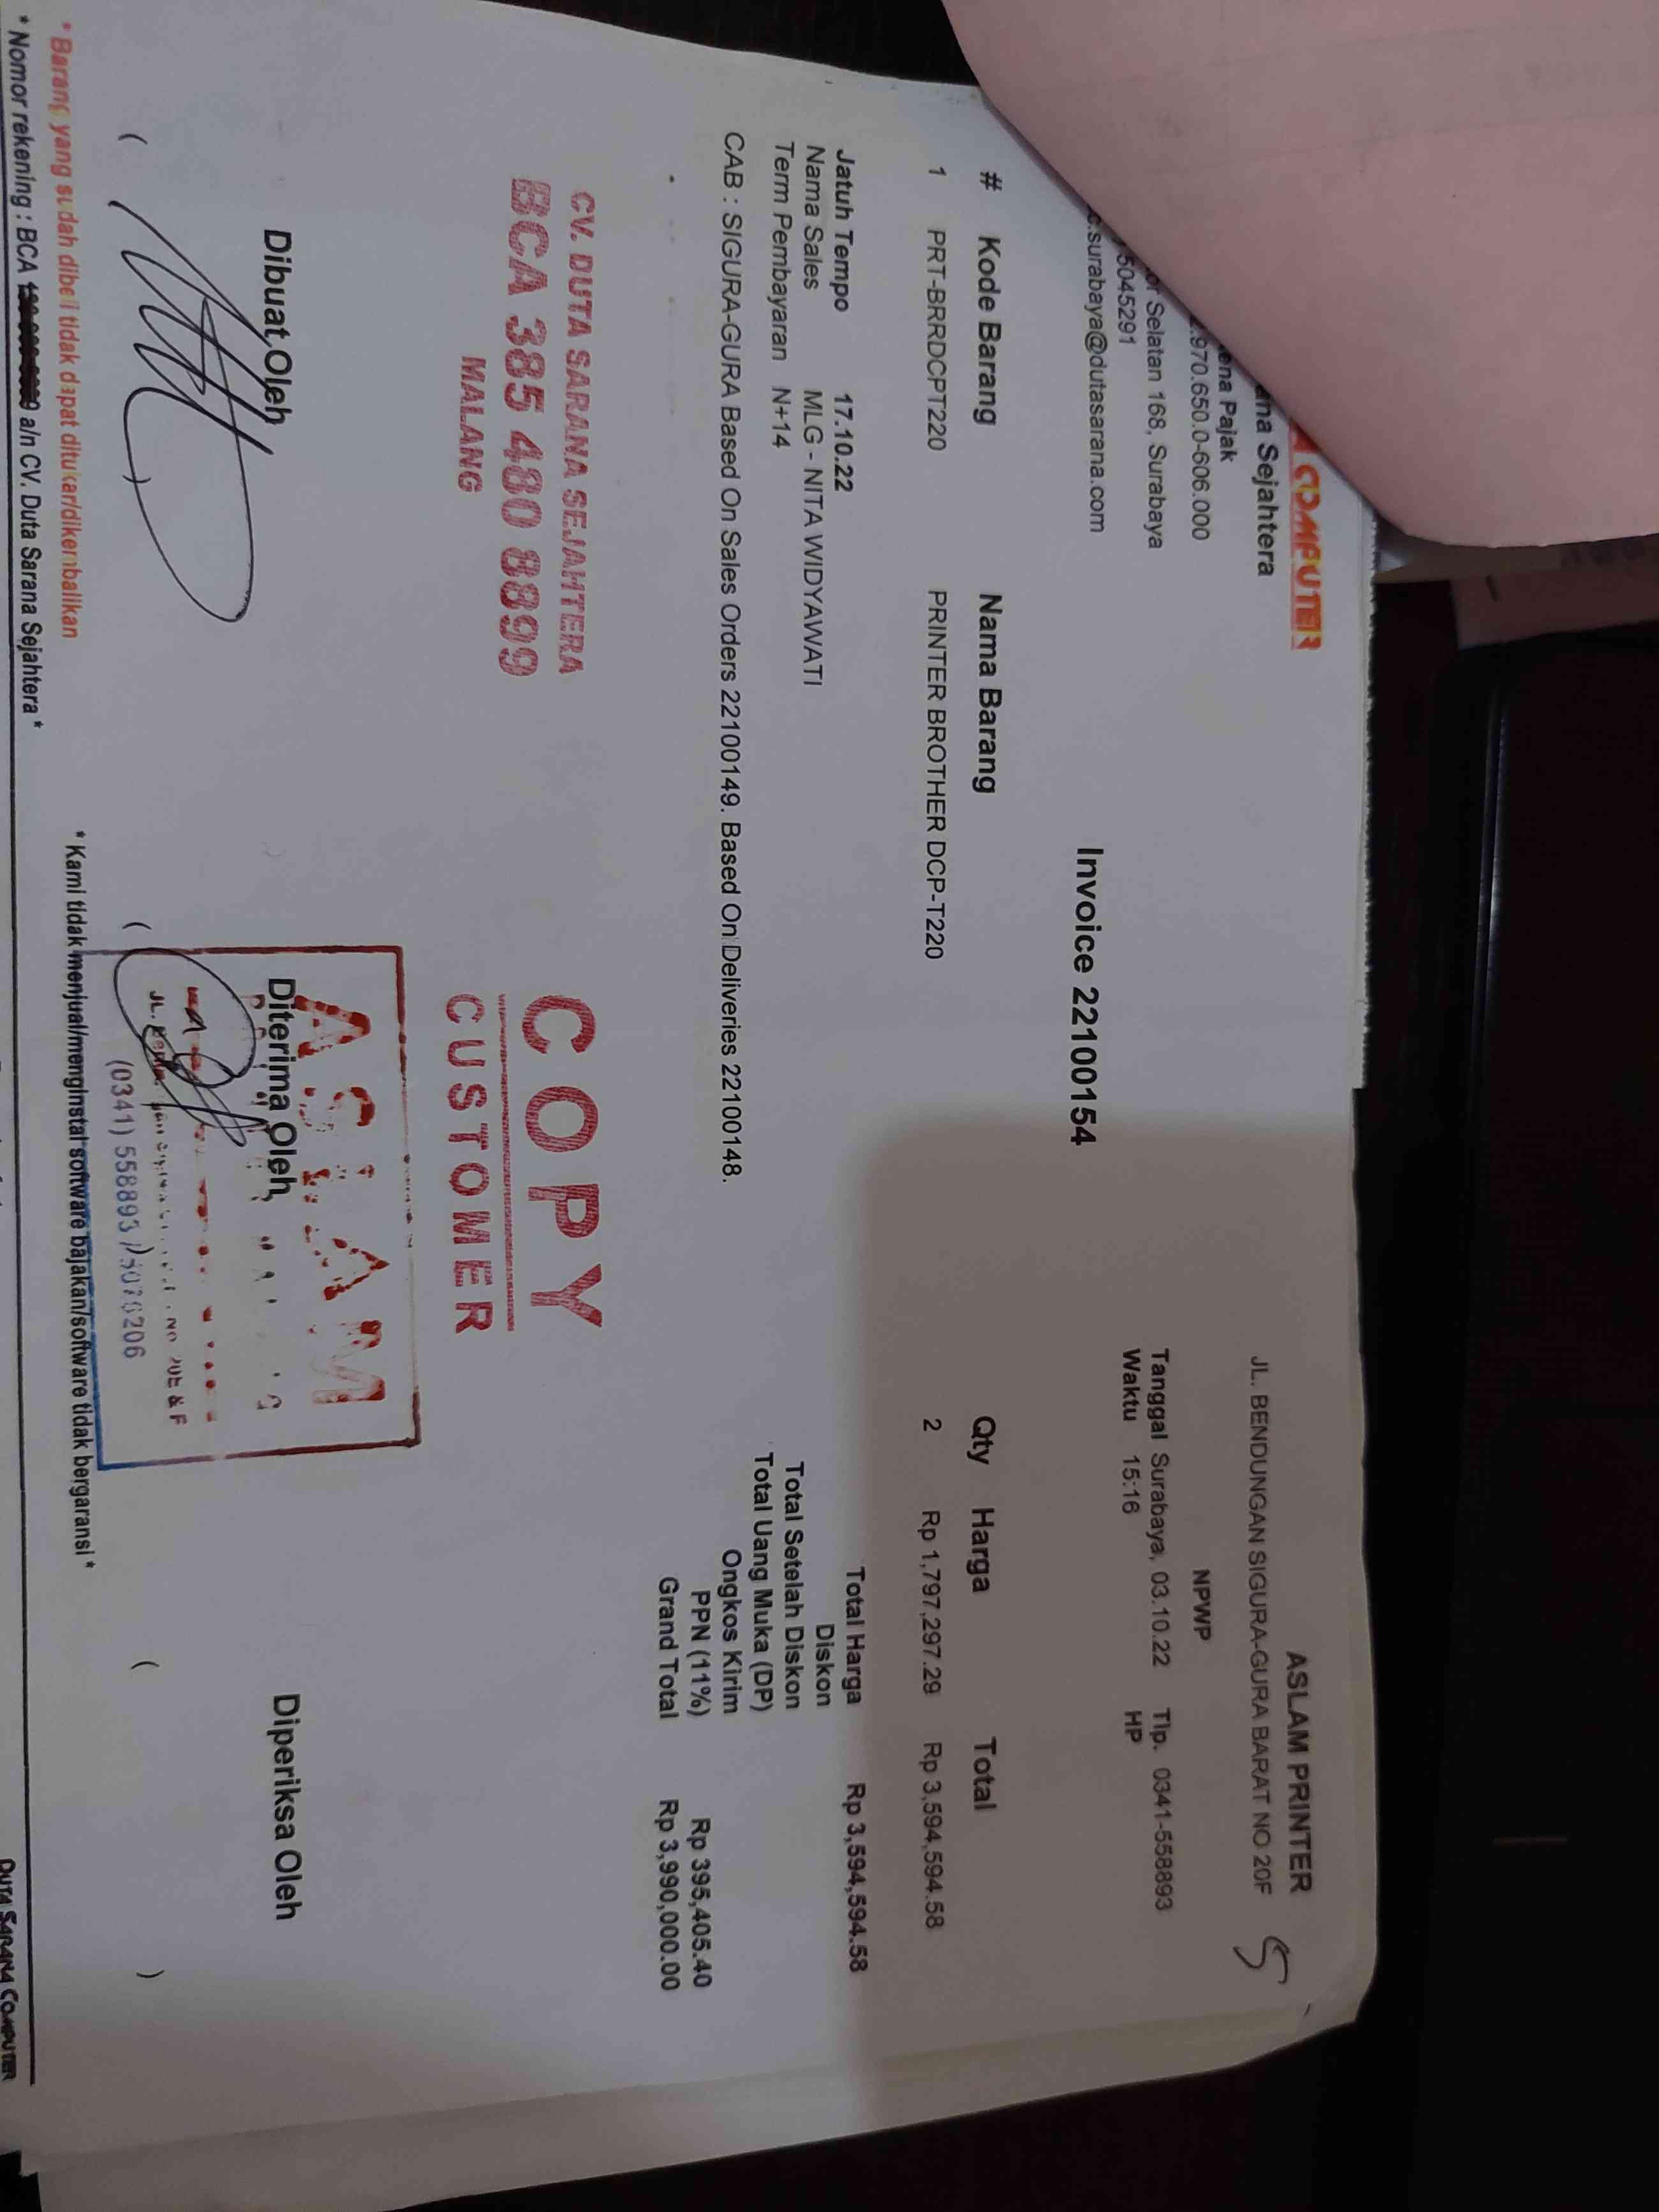 COMPUTER
Sejahtera
Pajak
.970.650.0-606.000
Selatan 168, Surabaya
5045291
.surabaya@dutasarana.com
ASLAM PRINTER
JL. BENDUNGAN SIGURA-GURA BARAT NO 20F
5
NPWP
Tanggal Surabaya, 03.10.22 Tlp. 0341-558893
Waktu 15:16 HP
Invoice 22100154
# Kode Barang Nama Barang Qty Harga Total
1 PRT-BRRDCPT220 PRINTER BROTHER DCP-T220 2 Rp 1,797,297.29 Rp 3,594,594.58
Jatuh Tempo 17.10.22
Nama Sales MLG - NITA WIDYAWATI
Term Pembayaran N+14
CAB : SIGURA-GURA Based On Sales Orders 22100149. Based On Deliveries 22100148.
Total Harga Rp 3,594,594.58
Diskon
Total Setelah Diskon
Total Uang Muka (DP)
Ongkos Kirim
PPN (11%) Rp 395,405.40
Grand Total Rp 3,990,000.00
CV. DUTA SARANA SEJAHTERA
BCA 385 480 8899
MALANG
COPY
CUSTOMER
Dibuat Oleh Diterima Oleh, Diperiksa Oleh
ASLAM
JL.
NO 20E & F
(0341) 558893
( ) ( ) ( )
* Barang yang sudah dibeli tidak dapat ditukar/dikembalikan
* Kami tidak menjual/menginstal software bajakan/software tidak bergaransi *
* Nomor rekening : BCA a/n CV. Duta Sarana Sejahtera *
DUTA SARANA COMPUTER